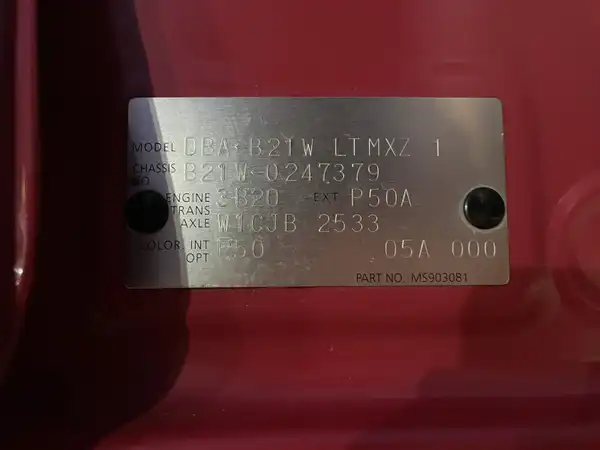 MODEL DBA-B21W LTMXZ 1
CHASSIS NO B21W-0247379
ENGINE 3B20 -EXT P50A
TRANS AXLE W1CJB 2533
COLOR, INT OPT 05A 000
PART NO. MS903081